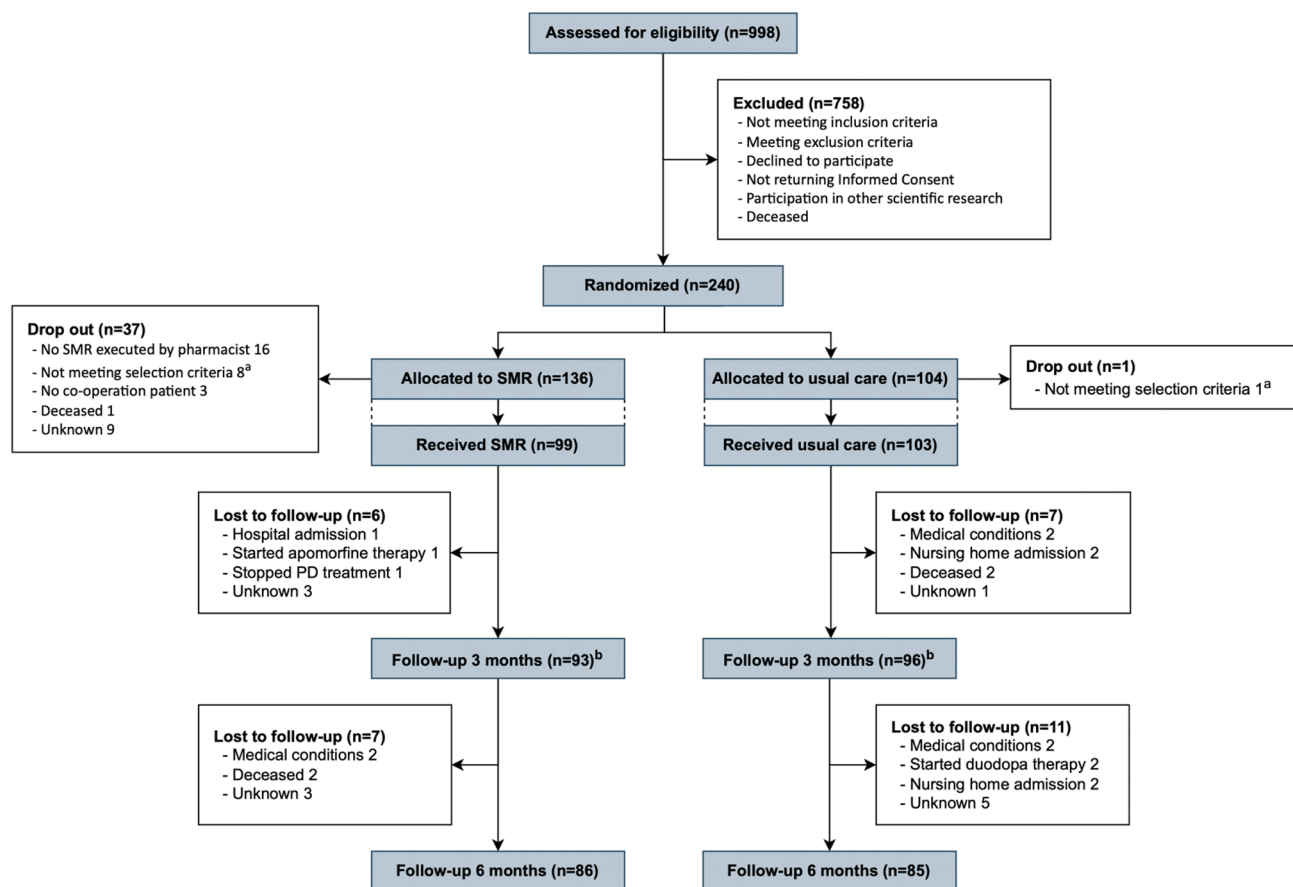 Assessed for eligibility (n=998)
Excluded (n=758)
- Not meeting inclusion criteria
- Meeting exclusion criteria
- Declined to participate
- Not returning Informed Consent
- Participation in other scientific research
- Deceased
Randomized (n=240)
Drop out (n=37)
- No SMR executed by pharmacist 16
- Not meeting selection criteria 8ᵃ
- No co-operation patient 3
- Deceased 1
- Unknown 9
Allocated to SMR (n=136)
Allocated to usual care (n=104)
Drop out (n=1)
- Not meeting selection criteria 1ᵃ
Received SMR (n=99)
Received usual care (n=103)
Lost to follow-up (n=6)
- Hospital admission 1
- Started apomorfine therapy 1
- Stopped PD treatment 1
- Unknown 3
Lost to follow-up (n=7)
- Medical conditions 2
- Nursing home admission 2
- Deceased 2
- Unknown 1
Follow-up 3 months (n=93)ᵇ
Follow-up 3 months (n=96)ᵇ
Lost to follow-up (n=7)
- Medical conditions 2
- Deceased 2
- Unknown 3
Lost to follow-up (n=11)
- Medical conditions 2
- Started duodopa therapy 2
- Nursing home admission 2
- Unknown 5
Follow-up 6 months (n=86)
Follow-up 6 months (n=85)